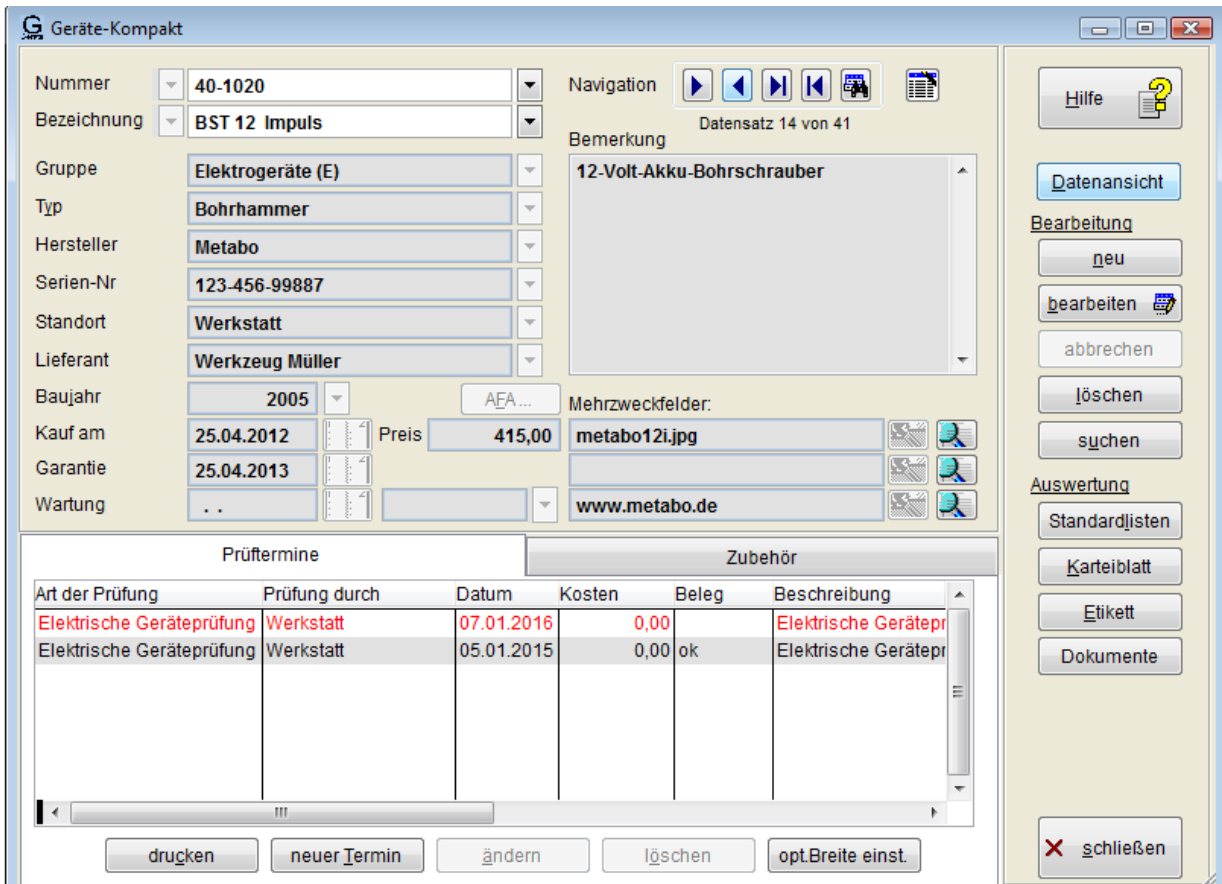 Geräte-Kompakt
Nummer 40-1020
Bezeichnung BST 12 Impuls
Gruppe Elektrogeräte (E)
Typ Bohrhammer
Hersteller Metabo
Serien-Nr 123-456-99887
Standort Werkstatt
Lieferant Werkzeug Müller
Baujahr 2005 AFA...
Kauf am 25.04.2012 Preis 415,00
Garantie 25.04.2013
Wartung . .
Navigation
Datensatz 14 von 41
Bemerkung
12-Volt-Akku-Bohrschrauber
Mehrzweckfelder:
metabo12i.jpg
www.metabo.de
Prüftermine Zubehör
Art der Prüfung Prüfung durch Datum Kosten Beleg Beschreibung
Elektrische Geräteprüfung Werkstatt 07.01.2016 0,00 Elektrische Gerätepr
Elektrische Geräteprüfung Werkstatt 05.01.2015 0,00 ok Elektrische Gerätepr
drucken neuer Termin ändern löschen opt.Breite einst.
Hilfe
Datenansicht
Bearbeitung
neu
bearbeiten
abbrechen
löschen
suchen
Auswertung
Standardlisten
Karteiblatt
Etikett
Dokumente
schließen